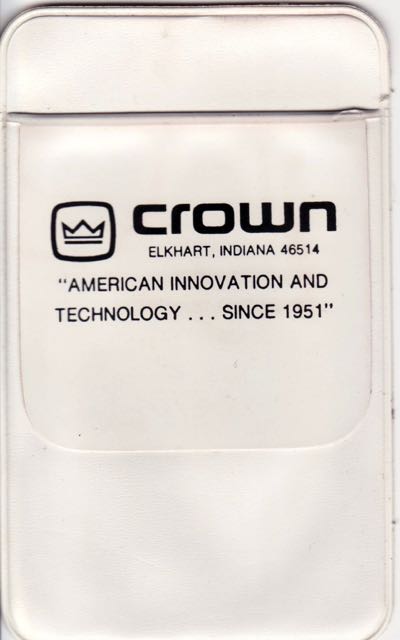 crown
ELKHART, INDIANA 46514
"AMERICAN INNOVATION AND
TECHNOLOGY . . . SINCE 1951"